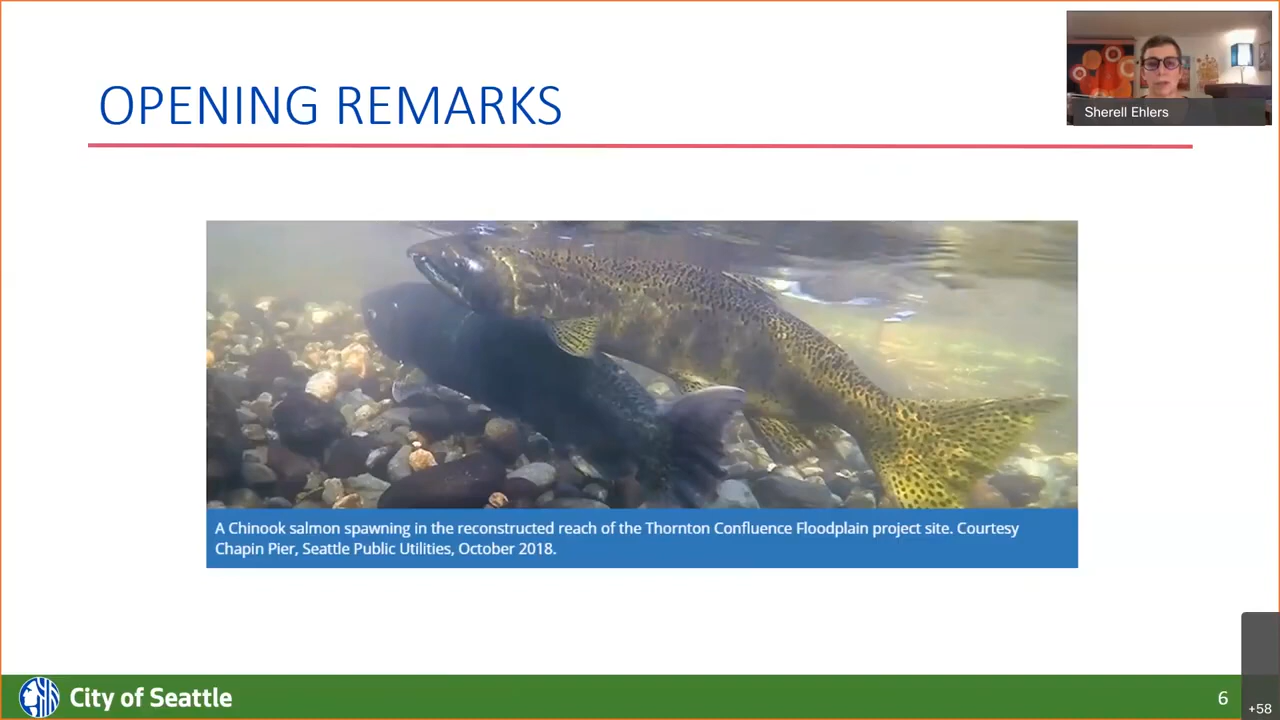 OPENING REMARKS
Sherell Ehlers
A Chinook salmon spawning in the reconstructed reach of the Thornton Confluence Floodplain project site. Courtesy
Chapin Pier, Seattle Public Utilities, October 2018.
City of Seattle
6
+58